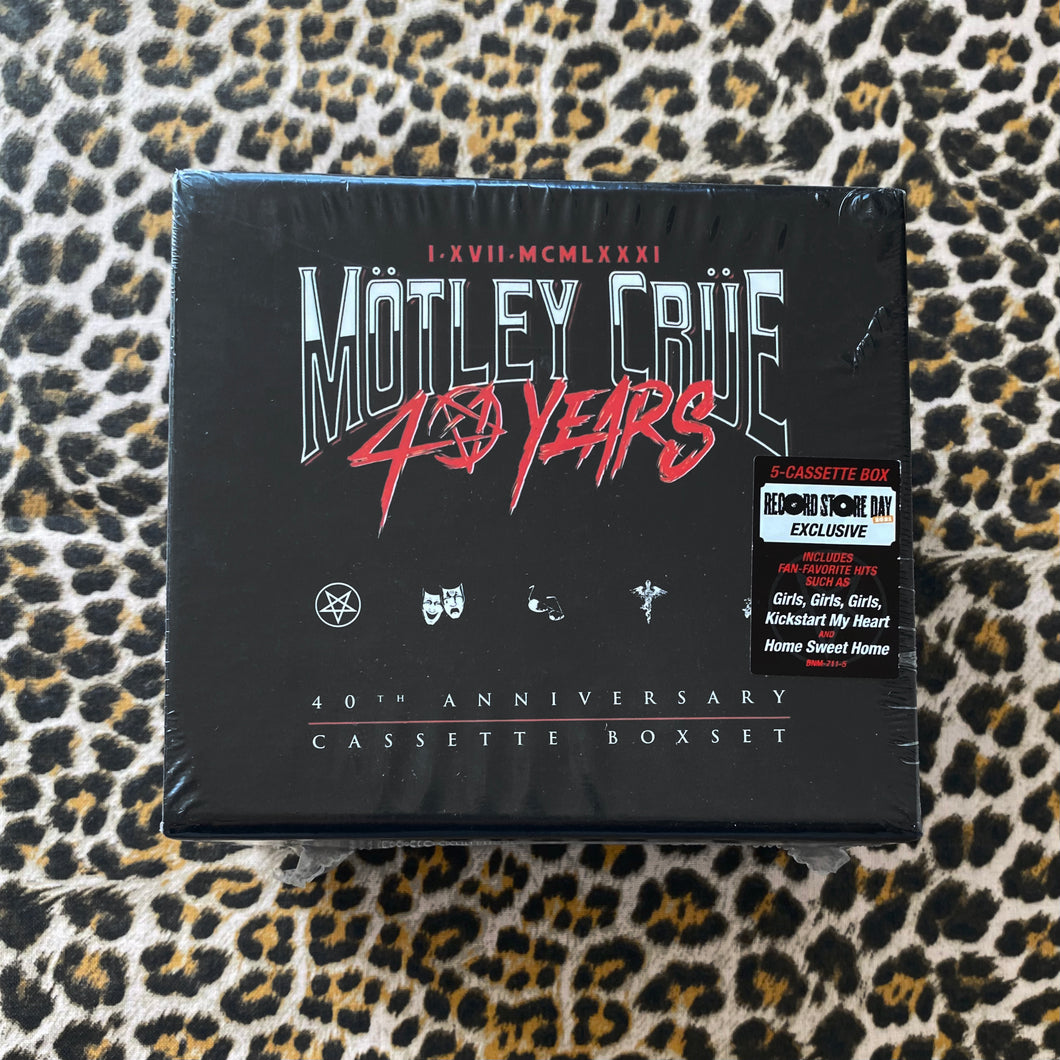 I·XVII·MCMLXXXI
MÖTLEY CRÜE
40 YEARS
5-CASSETTE BOX
RECORD STORE DAY
EXCLUSIVE
INCLUDES
FAN-FAVORITE HITS
SUCH AS
Girls, Girls, Girls,
Kickstart My Heart
AND
Home Sweet Home
BNM-711-5
40TH ANNIVERSARY
CASSETTE BOXSET